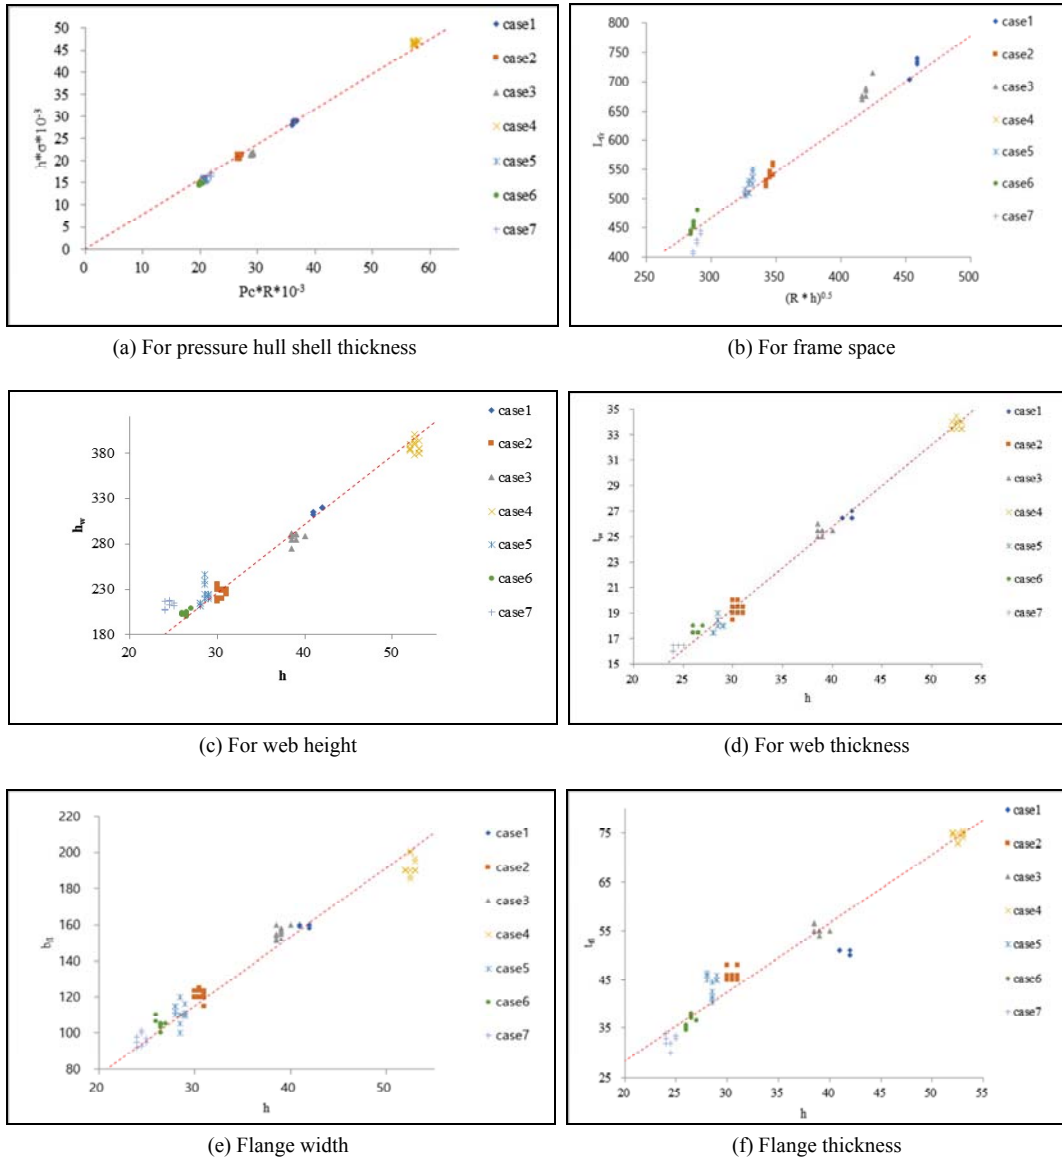 50
45
40
35
30
25
20
15
10
5
0
h*σ*10⁻³
0 20 30 40 50 60
Pc*R*10⁻³
case1
case2
case3
case4
case5
case6
case7
(a) For pressure hull shell thickness
800
750
700
650
600
550
500
450
400
L_fr
250 300 350 400 450 500
(R * h)⁰·⁵
case1
case2
case3
case4
case5
case6
case7
(b) For frame space
380
330
280
230
180
h_w
20 30 40 50
h
case1
case2
case3
case4
case5
case6
case7
(c) For web height
35
33
31
29
27
25
23
21
19
17
15
t_w
20 25 30 35 40 45 50 55
h
case1
case2
case3
case4
case5
case6
case7
(d) For web thickness
220
200
180
160
140
120
100
80
b_fl
20 30 40 50
h
case1
case2
case3
case4
case5
case6
case7
(e) Flange width
75
65
55
45
35
25
t_fl
20 25 30 35 40 45 50 55
h
case1
case2
case3
case4
case5
case6
case7
(f) Flange thickness